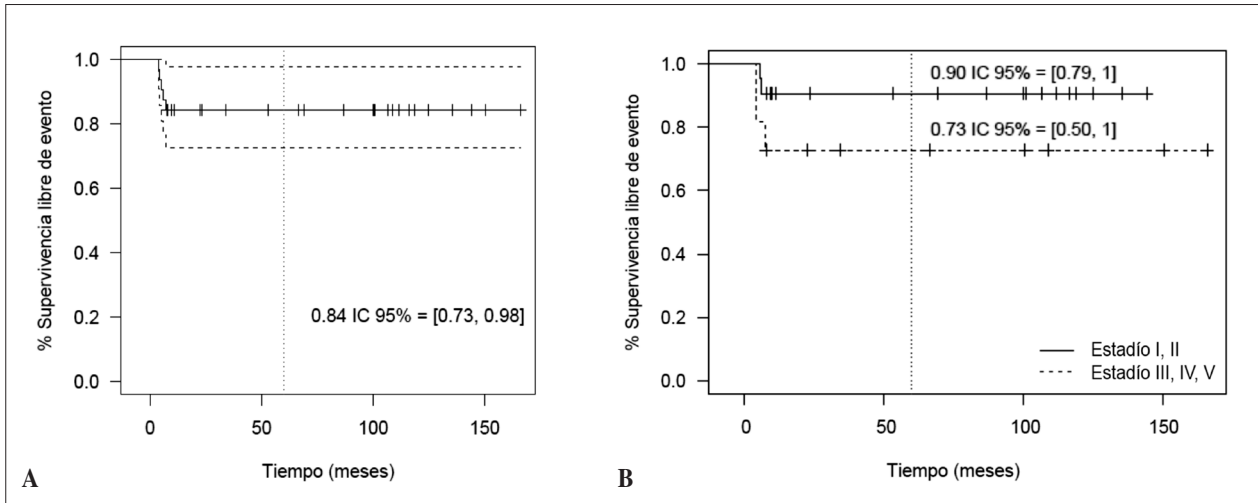 % Supervivencia libre de evento
1.0
0.8
0.6
0.4
0.2
0.0
0.84 IC 95% = [0.73, 0.98]
0 50 100 150
Tiempo (meses)
A
% Supervivencia libre de evento
1.0
0.8
0.6
0.4
0.2
0.0
0.90 IC 95% = [0.79, 1]
0.73 IC 95% = [0.50, 1]
Estadío I, II
Estadío III, IV, V
0 50 100 150
Tiempo (meses)
B